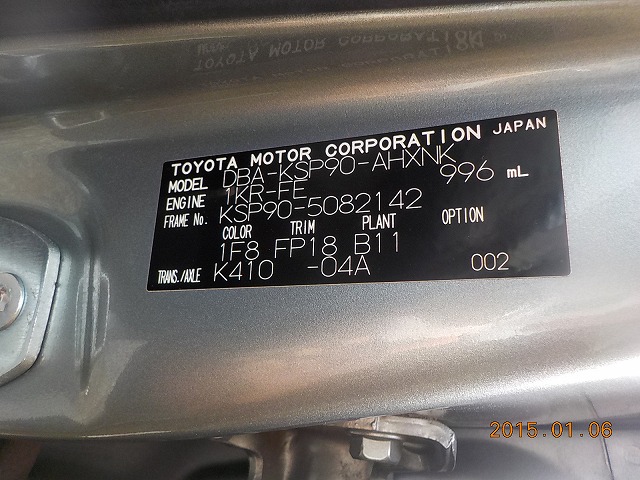 TOYOTA MOTOR CORPORATION JAPAN
MODEL DBA-KSP90-AHXNK
ENGINE 1KR-FE 996 mL
FRAME No. KSP90-5082142
COLOR TRIM PLANT OPTION
1F8 FP18 B11
TRANS./AXLE K410 -04A 002
2015.01.06